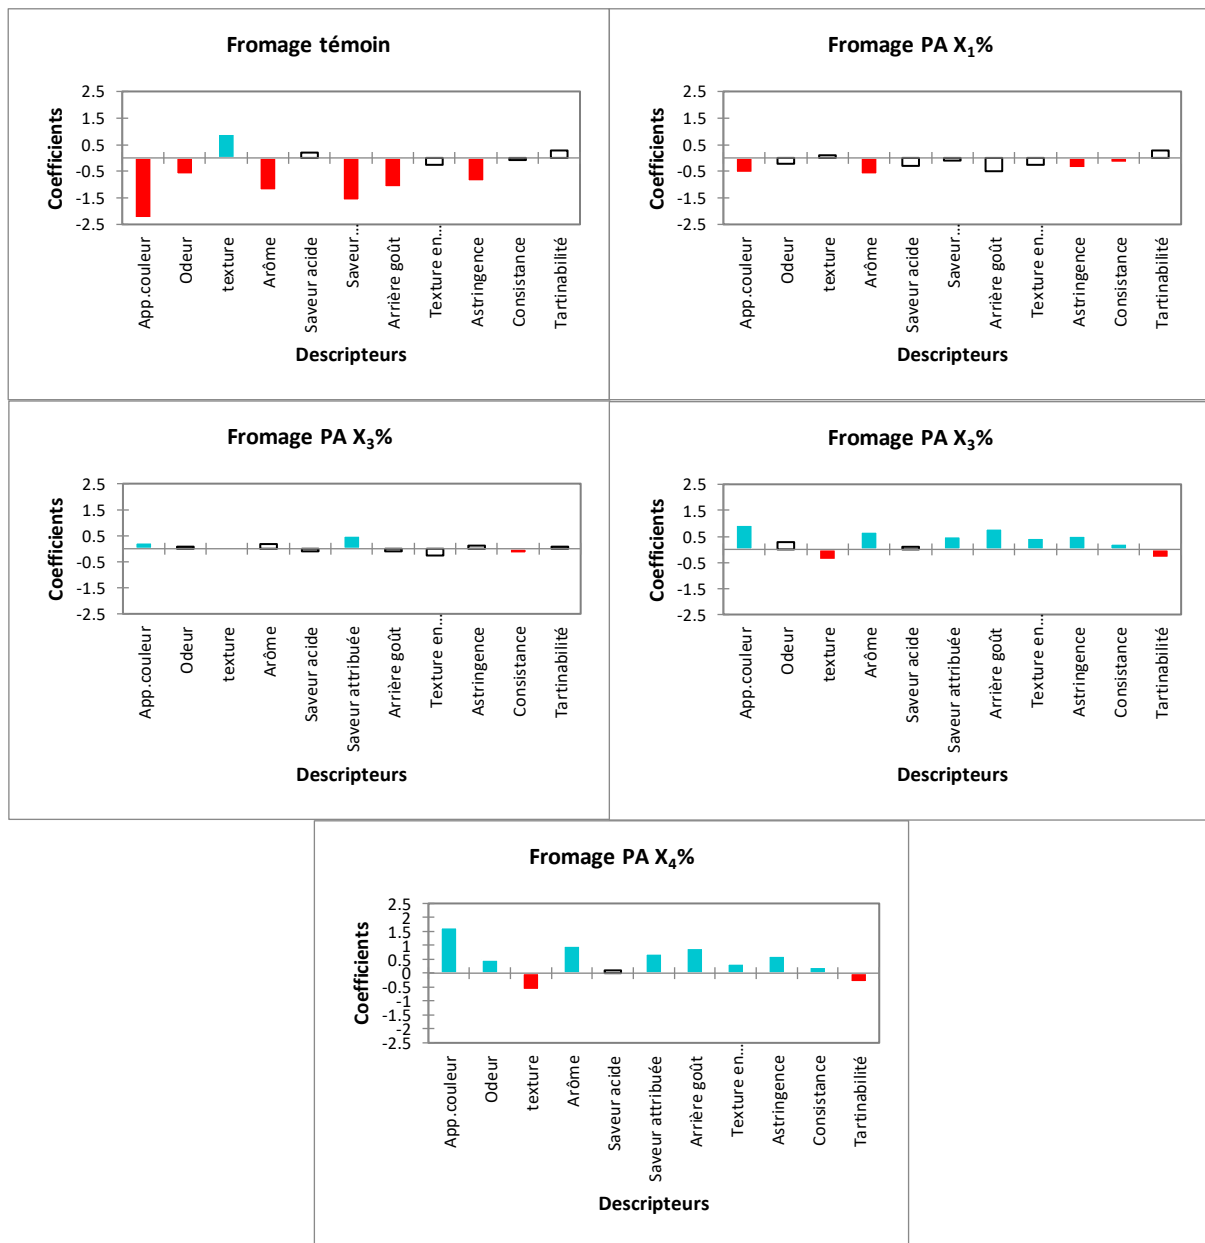 Fromage témoin
Coefficients
2.5
1.5
0.5
-0.5
-1.5
-2.5
App.couleur
Odeur
texture
Arôme
Saveur acide
Saveur...
Arrière goût
Texture en...
Astringence
Consistance
Tartinabilité
Descripteurs
Fromage PA X₁%
Coefficients
2.5
1.5
0.5
-0.5
-1.5
-2.5
App.couleur
Odeur
texture
Arôme
Saveur acide
Saveur...
Arrière goût
Texture en...
Astringence
Consistance
Tartinabilité
Descripteurs
Fromage PA X₃%
Coefficients
2.5
1.5
0.5
-0.5
-1.5
-2.5
App.couleur
Odeur
texture
Arôme
Saveur acide
Saveur attribuée
Arrière goût
Texture en...
Astringence
Consistance
Tartinabilité
Descripteurs
Fromage PA X₃%
Coefficients
2.5
1.5
0.5
-0.5
-1.5
-2.5
App.couleur
Odeur
texture
Arôme
Saveur acide
Saveur attribuée
Arrière goût
Texture en...
Astringence
Consistance
Tartinabilité
Descripteurs
Fromage PA X₄%
Coefficients
2.5
2
1.5
1
0.5
0
-0.5
-1
-1.5
-2
-2.5
App.couleur
Odeur
texture
Arôme
Saveur acide
Saveur attribuée
Arrière goût
Texture en...
Astringence
Consistance
Tartinabilité
Descripteurs